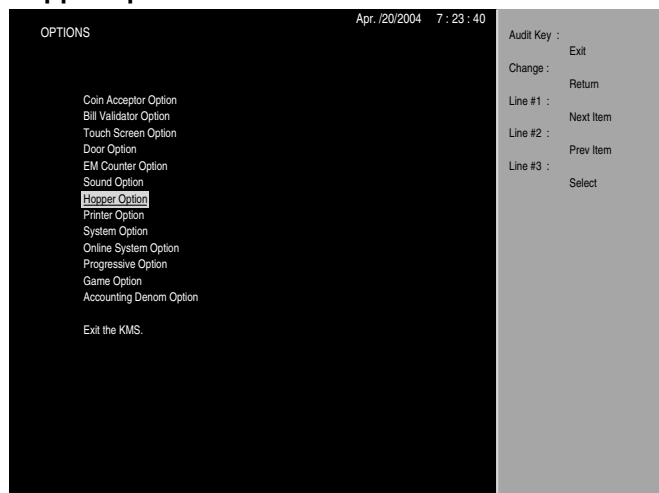 Apr. /20/2004 7 : 23 : 40
OPTIONS
Coin Acceptor Option
Bill Validator Option
Touch Screen Option
Door Option
EM Counter Option
Sound Option
Hopper Option
Printer Option
System Option
Online System Option
Progressive Option
Game Option
Accounting Denom Option
Exit the KMS.
Audit Key :
Exit
Change :
Return
Line #1 :
Next Item
Line #2 :
Prev Item
Line #3 :
Select